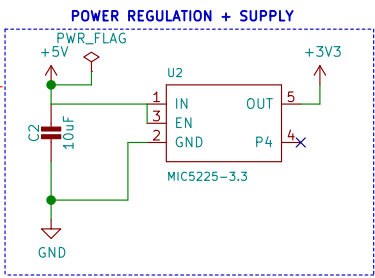 POWER REGULATION + SUPPLY
PWR_FLAG
+5V
+3V3
U2
1 IN OUT 5
3 EN
2 GND P4 4
C2
10uF
MIC5225-3.3
GND